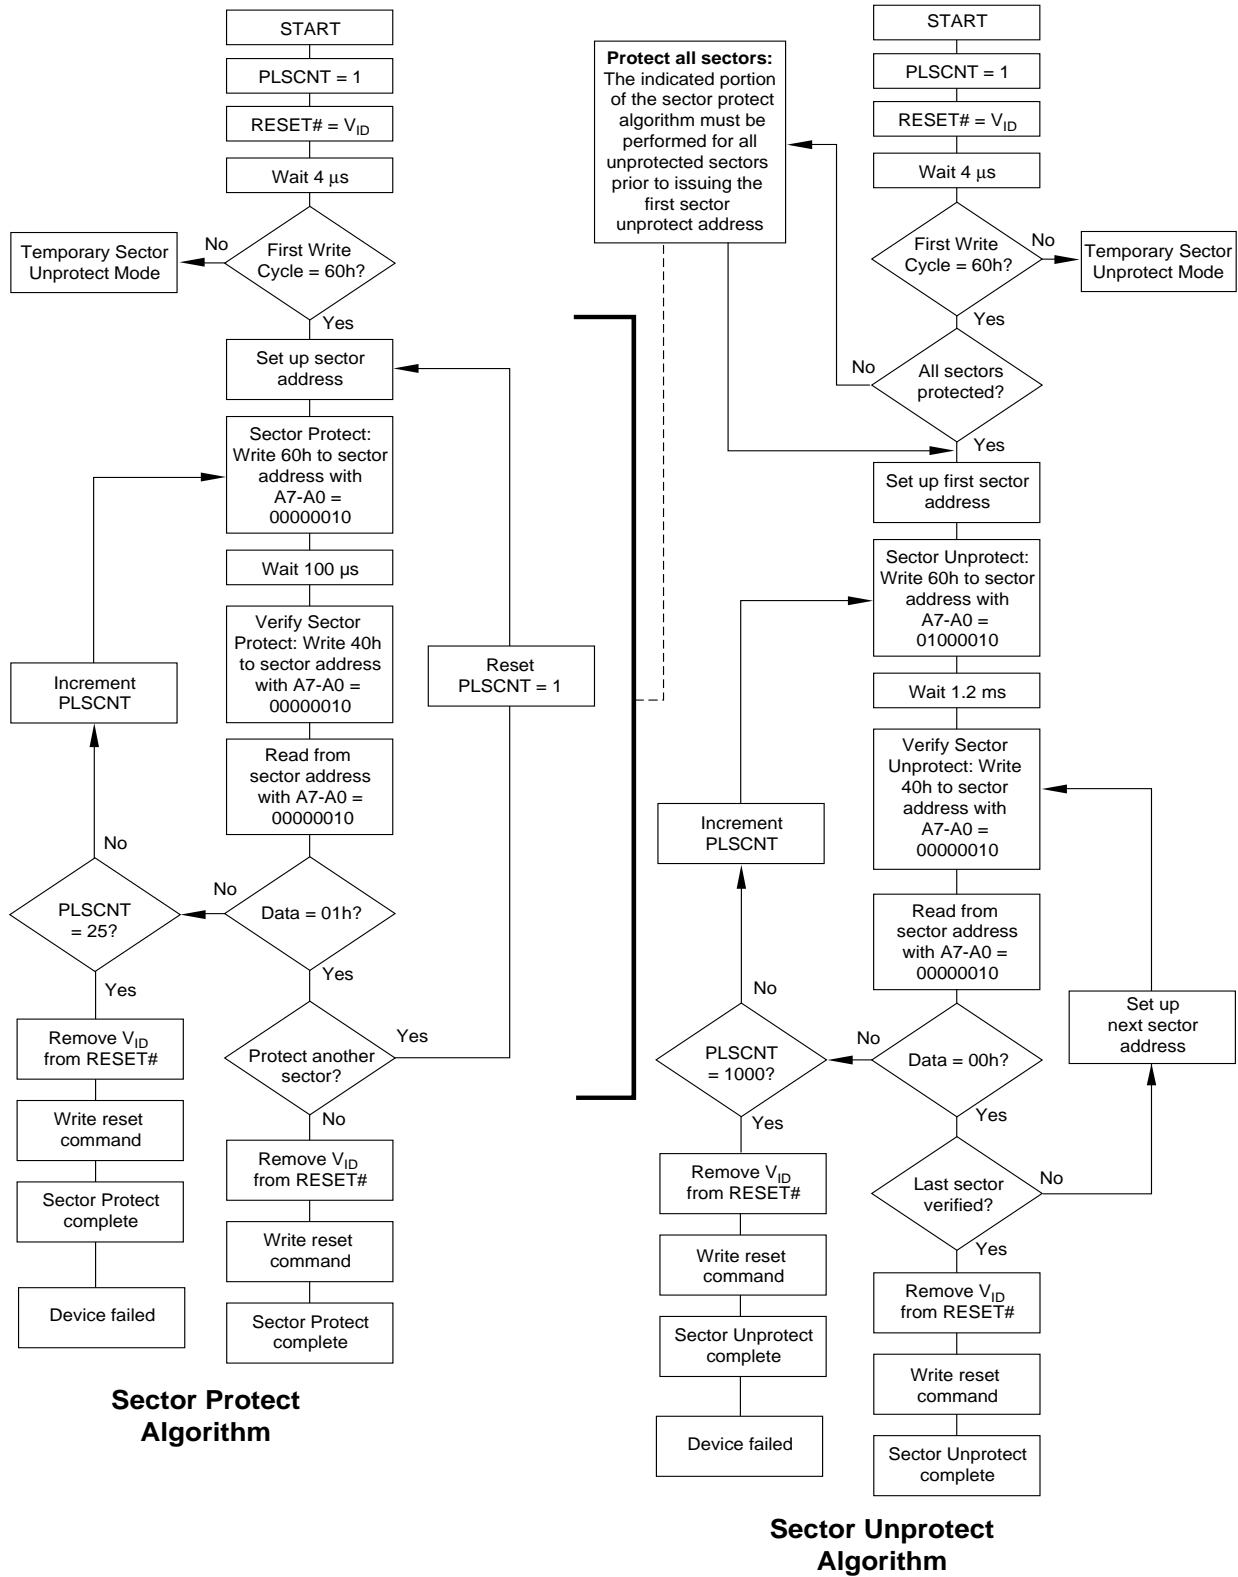 START
PLSCNT = 1
RESET# = VID
Wait 4 μs
First Write
Cycle = 60h?
No
Temporary Sector
Unprotect Mode
Yes
Set up sector
address
Sector Protect:
Write 60h to sector
address with
A7-A0 =
00000010
Wait 100 µs
Verify Sector
Protect: Write 40h
to sector address
with A7-A0 =
00000010
Read from
sector address
with A7-A0 =
00000010
Data = 01h?
No
PLSCNT
= 25?
No
Increment
PLSCNT
Yes
Remove VID
from RESET#
Write reset
command
Sector Protect
complete
Device failed
Yes
Protect another
sector?
Yes
Reset
PLSCNT = 1
No
Remove VID
from RESET#
Write reset
command
Sector Protect
complete
Sector Protect
Algorithm
Protect all sectors:
The indicated portion
of the sector protect
algorithm must be
performed for all
unprotected sectors
prior to issuing the
first sector
unprotect address
START
PLSCNT = 1
RESET# = VID
Wait 4 μs
First Write
Cycle = 60h?
No
Temporary Sector
Unprotect Mode
Yes
All sectors
protected?
No
Yes
Set up first sector
address
Sector Unprotect:
Write 60h to sector
address with
A7-A0 =
01000010
Wait 1.2 ms
Verify Sector
Unprotect: Write
40h to sector
address with
A7-A0 =
00000010
Read from
sector address
with A7-A0 =
00000010
Data = 00h?
No
PLSCNT
= 1000?
No
Increment
PLSCNT
Yes
Remove VID
from RESET#
Write reset
command
Sector Unprotect
complete
Device failed
Yes
Last sector
verified?
No
Set up
next sector
address
Yes
Remove VID
from RESET#
Write reset
command
Sector Unprotect
complete
Sector Unprotect
Algorithm